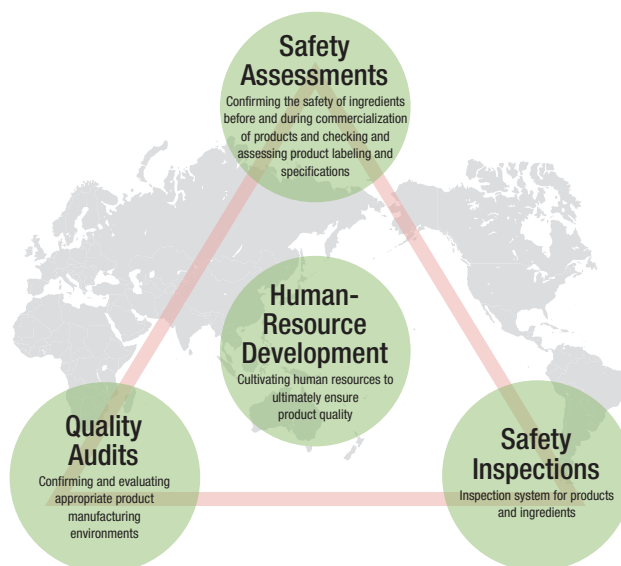 Safety
Assessments
Confirming the safety of ingredients
before and during commercialization
of products and checking and
assessing product labeling and
specifications
Human-
Resource
Development
Cultivating human resources to
ultimately ensure
product quality
Quality
Audits
Confirming and evaluating
appropriate product
manufacturing
environments
Safety
Inspections
Inspection system for products
and ingredients